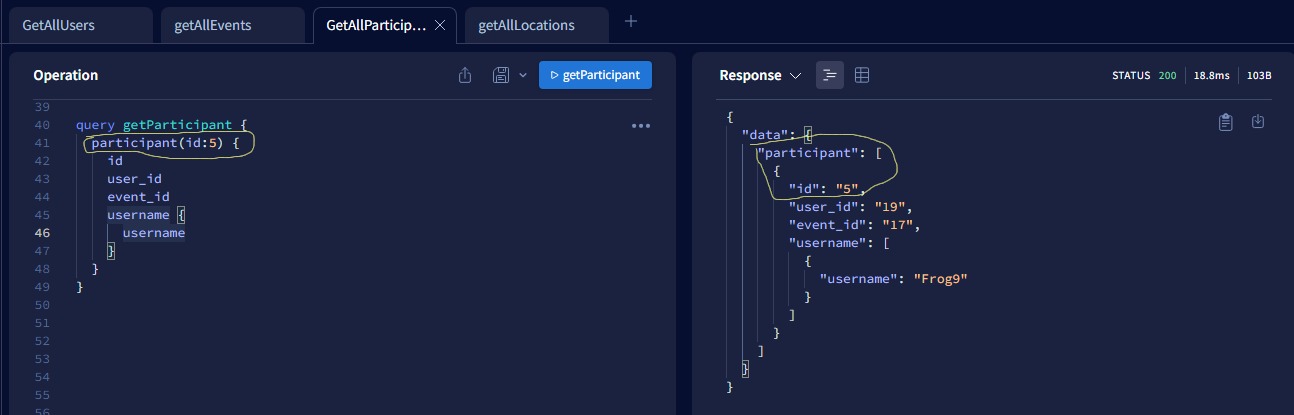 GetAllUsers
getAllEvents
GetAllParticip...
getAllLocations
Operation
getParticipant
39
40 query getParticipant {
41 participant(id:5) {
42 id
43 user_id
44 event_id
45 username {
46 username
47 }
48 }
49 }
50
51
52
53
54
55
56
Response
STATUS 200
18.8ms
103B
{
"data": {
"participant": [
{
"id": "5",
"user_id": "19",
"event_id": "17",
"username": [
{
"username": "Frog9"
}
]
}
]
}
}